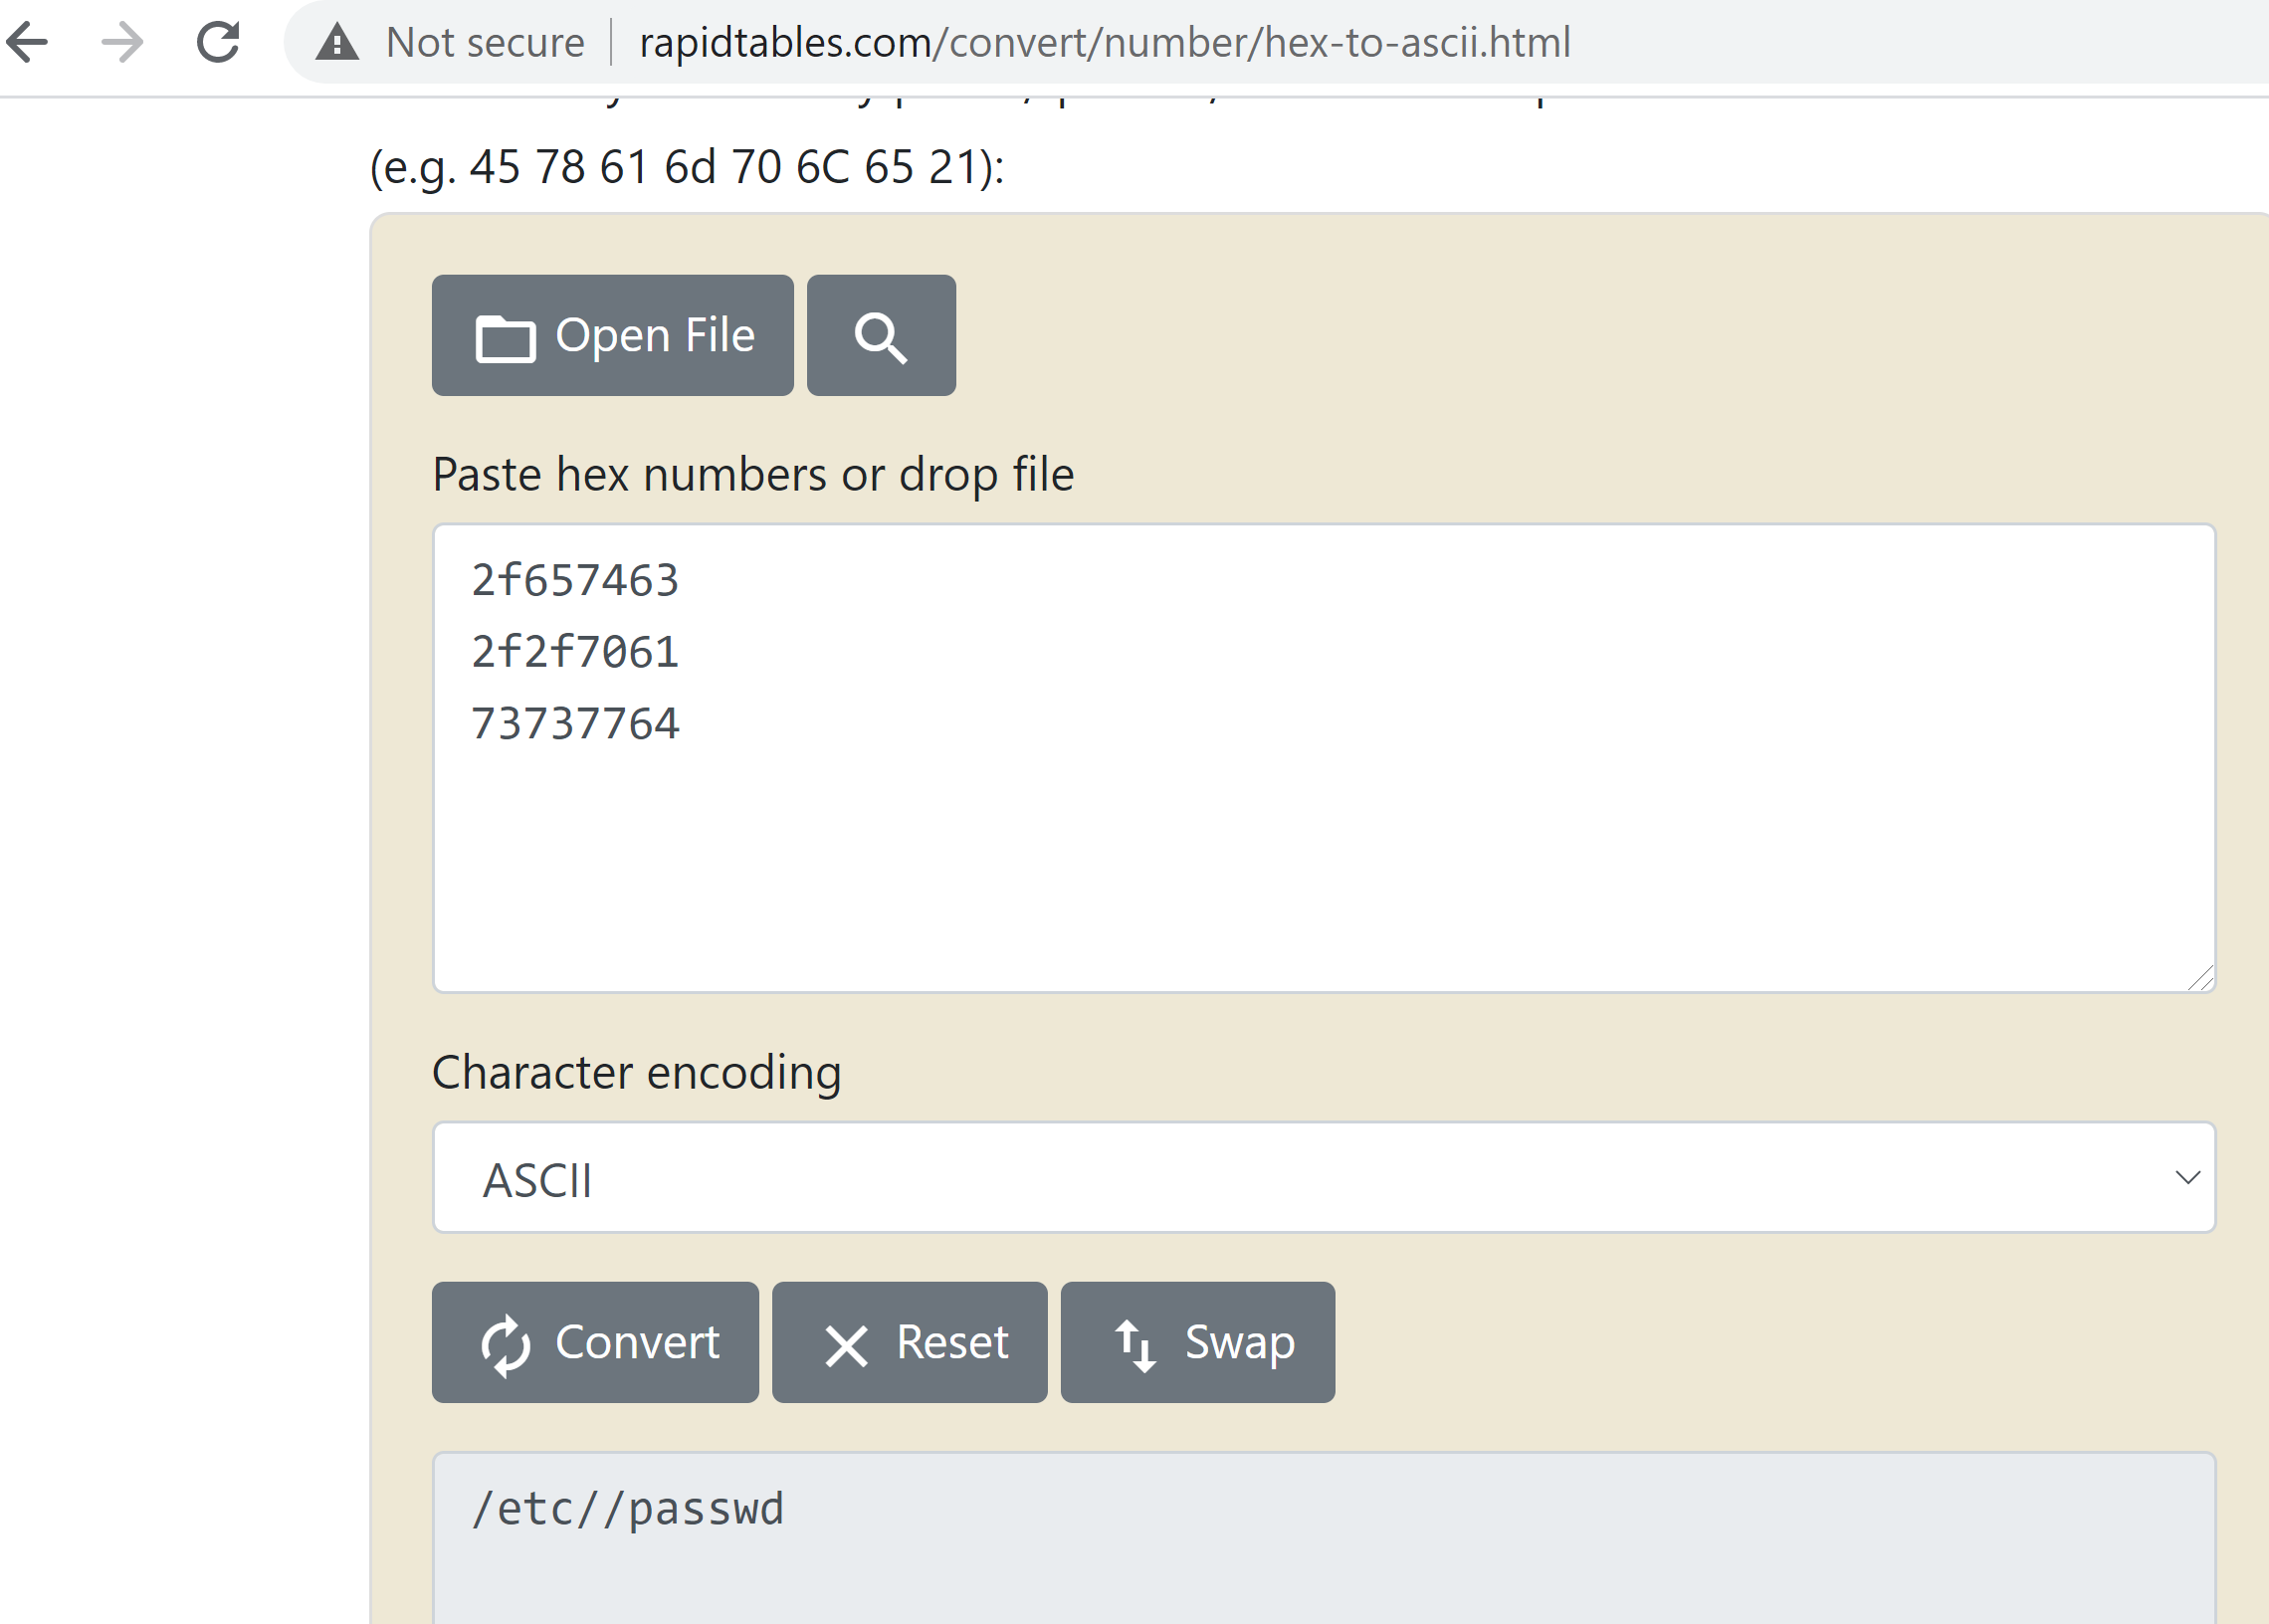 Not secure rapidtables.com/convert/number/hex-to-ascii.html
(e.g. 45 78 61 6d 70 6C 65 21):
Open File
Paste hex numbers or drop file
2f657463
2f2f7061
73737764
Character encoding
ASCII
Convert Reset Swap
/etc//passwd